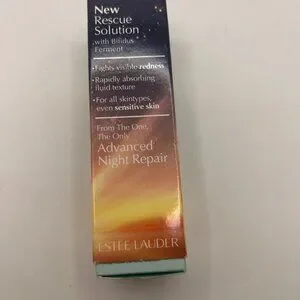 New
Rescue
Solution
with Bifidus
Ferment
• Fights visible redness
• Rapidly absorbing
fluid texture
• For all skintypes,
even sensitive skin
From The One,
The Only
Advanced
Night Repair
ESTĒE LAUDER